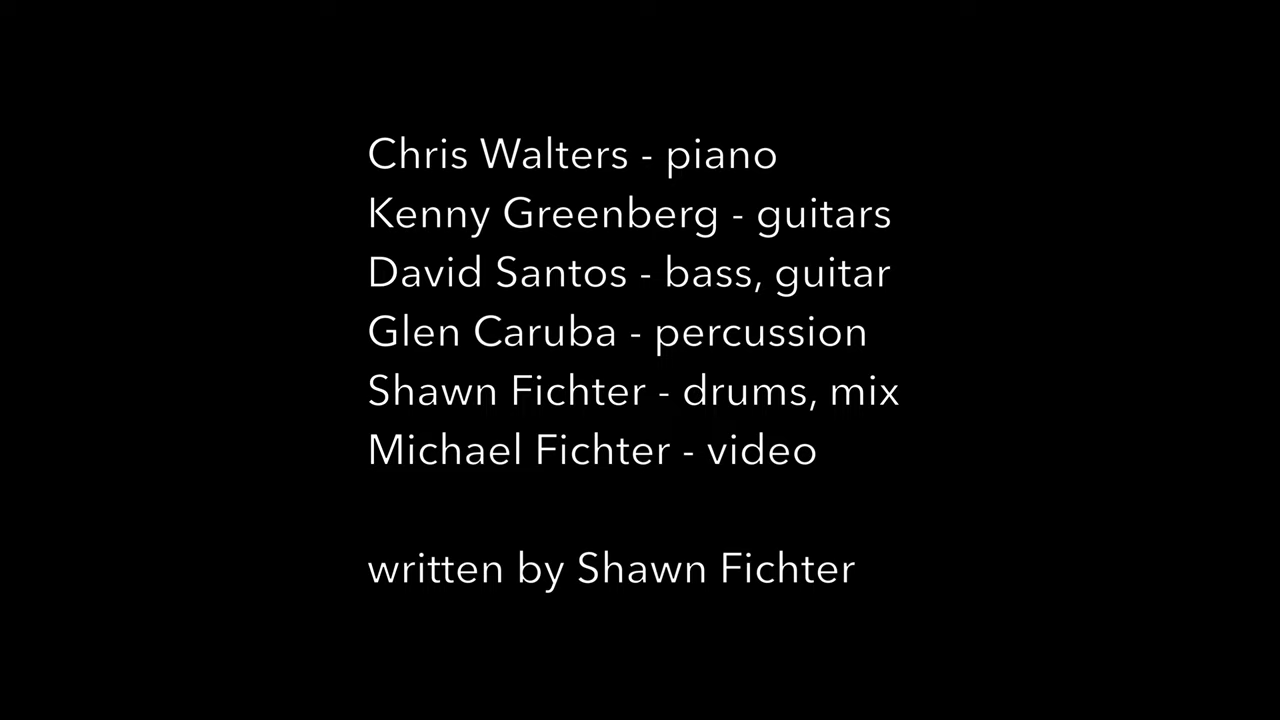 Chris Walters - piano
Kenny Greenberg - guitars
David Santos - bass, guitar
Glen Caruba - percussion
Shawn Fichter - drums, mix
Michael Fichter - video
written by Shawn Fichter